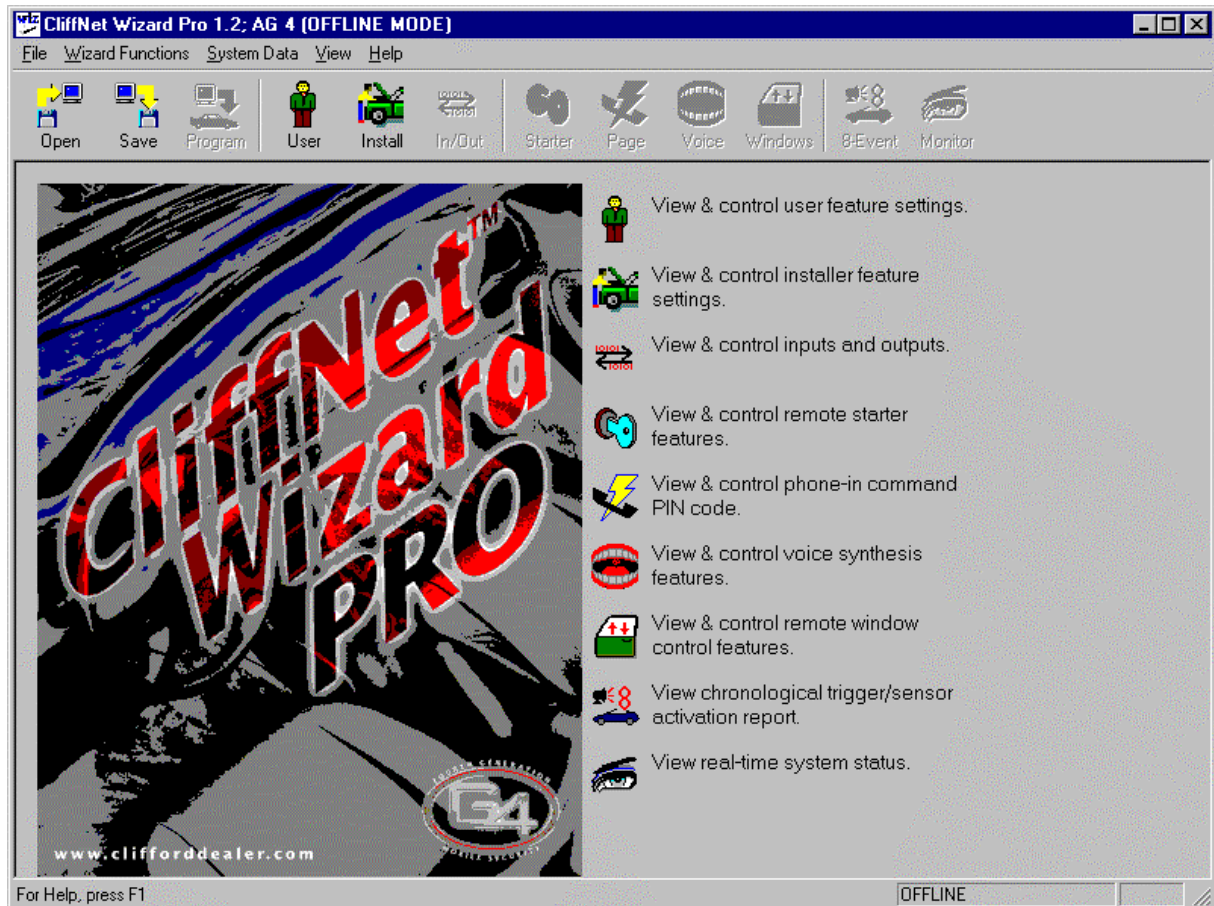 CliffNet Wizard Pro 1.2; AG 4 (OFFLINE MODE)
File Wizard Functions System Data View Help
Open Save Program User Install In/Out Starter Page Voice Windows 8-Event Monitor
View & control user feature settings.
View & control installer feature
settings.
View & control inputs and outputs.
View & control remote starter
features.
View & control phone-in command
PIN code.
View & control voice synthesis
features.
View & control remote window
control features.
View chronological trigger/sensor
activation report.
View real-time system status.
CliffNet™
Wizard
PRO
FOURTH GENERATION
G4
MOBILE SECURITY
www.clifforddealer.com
For Help, press F1
OFFLINE